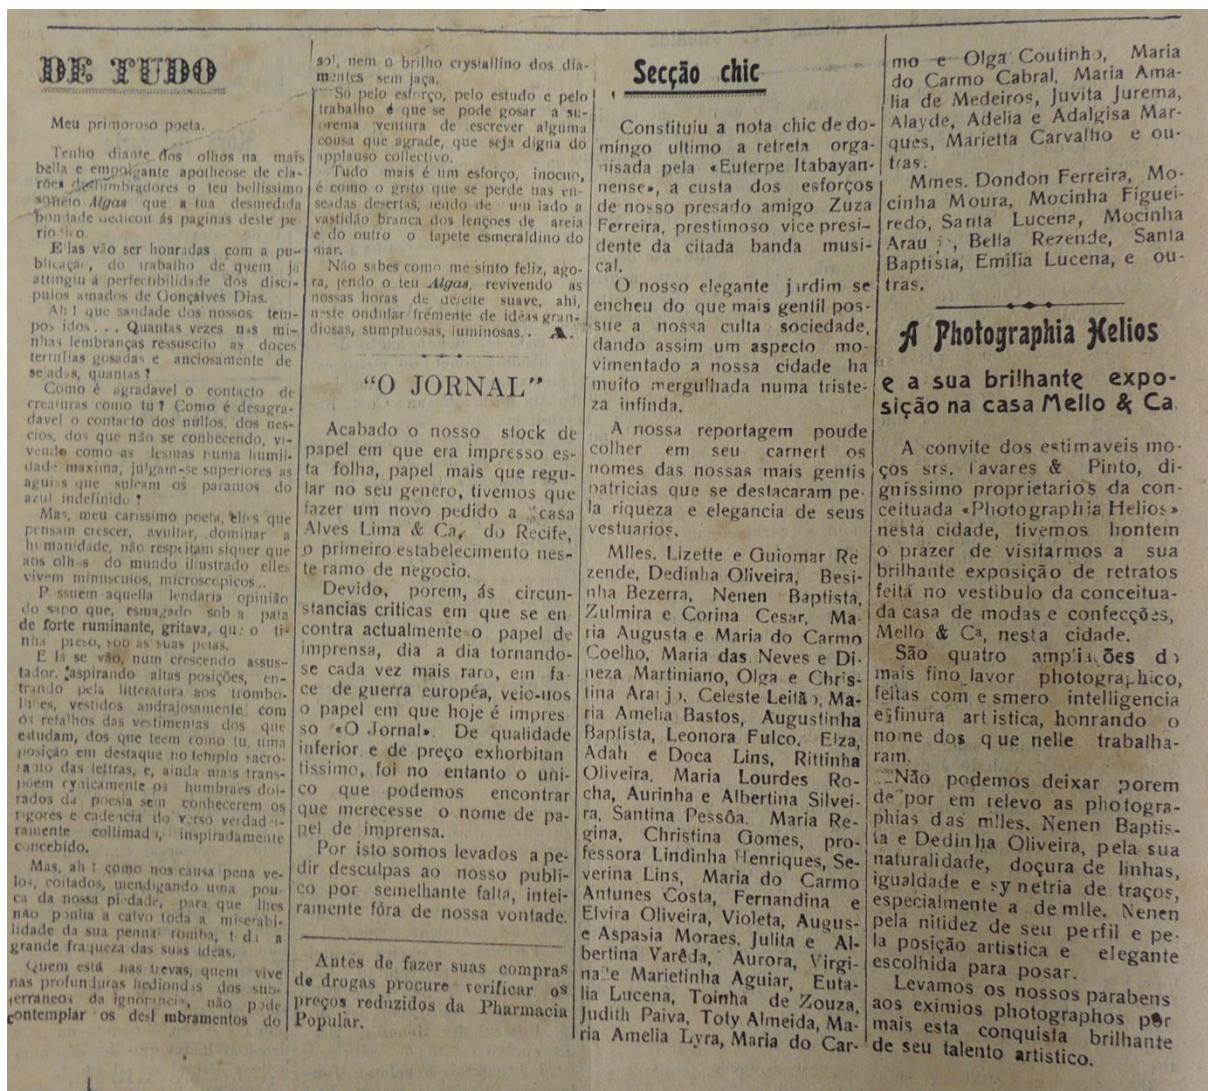 DE TUDO
Meu primoroso poeta.
Tenho diante dos olhos na mais
bella e empolgante apotheose de cla-
rões deslumbradores o teu bellissimo
soneto Algas que a tua desmedida
bondade dedicou ás paginas deste pe-
riodico.
Ellas vão ser honradas com a pu-
blicação, do trabalho de quem já
attingiu a perfectibilidade dos disci-
pulos amados de Gonçalves Dias.
Ah! que saudade dos nossos tem-
pos idos... Quantas vezes nas mi-
nhas lembranças ressuscito as doces
tertulias gosadas e anciosamente de
sejadas, quantas?
Como é agradavel o contacto de
creaturas como tu? Como é desagra-
davel o contacto dos nullos, dos nes-
cios, dos que não se conhecendo, vi-
vendo como as lesmas numa humil-
dade maxima, julgam-se superiores as
aguias que sulcam os paramos do
azul indefinido?
Mas, meu carissimo poeta, elles que
pensam crescer, avultar, dominar a
humanidade, não respeitam siquer que
aos olhos do mundo illustrado elles
vivem minusculos, microscopicos..
Possuem aquella lendaria opinião
do sapo que, esmagado sob a pata
de forte ruminante, gritava, que o ti-
nha preso, sob as suas patas.
E lá se vão, num crescendo assus-
tador, aspirando altas posições, en-
trando pela litteratura aos trombo-
lhões, vestidos andrajosamente com
os retalhos das vestimentas dos que
estudam, dos que teem como tu, uma
posição em destaque no templo sacro-
santo das lettras, e, ainda mais trans-
põem cynicamente os humbraes doi-
rados da poesia sem conhecerem os
rigores e cadencia do verso verdadei-
ramente collimado, inspiradamente
concebido.
Mas, ah! como nos causa pena ve-
los, coitados, mendigando uma pou-
ca da nossa piedade, para que lhes
não ponha a calvo toda a miserabi-
lidade da sua penna romba, toda a
grande fraqueza das suas idéas.
Quem está nas trevas, quem vive
nas profunduras hediondas dos sub-
terraneos da ignorancia, não pode
contemplar os deslumbramentos do
sol, nem o brilho crystallino dos dia-
mantes sem jaça.
Só pelo esforço, pelo estudo e pelo
trabalho é que se pode gosar a su-
prema ventura de escrever alguma
cousa que agrade, que seja digna do
applauso collectivo.
Tudo mais é um esforço, inocuo,
é como o grito que se perde nas en-
seadas desertas, tendo de um lado a
vastidão branca dos lençoes de areia
e do outro o tapete esmeraldino do
mar.
Não sabes como me sinto feliz, ago-
ra, lendo o teu Algas, revivendo as
nossas horas de deleite suave, ahi,
neste ondular frémente de idéas gran-
diosas, sumptuosas, luminosas.. A.
"O JORNAL"
Acabado o nosso stock de
papel em que era impresso es-
ta folha, papel mais que regu-
lar no seu genero, tivemos que
fazer um novo pedido a casa
Alves Lima & Ca, do Recife,
o primeiro estabelecimento nes-
te ramo de negocio.
Devido, porem, ás circun-
stancias criticas em que se en-
contra actualmente o papel de
imprensa, dia a dia tornando-
se cada vez mais raro, em fa-
ce de guerra européa, veio-nos
o papel em que hoje é impres-
so «O Jornal». De qualidade
inferior e de preço exhorbitan
tissimo, foi no entanto o uni-
co que podemos encontrar
que merecesse o nome de pa-
pel de imprensa.
Por isto somos levados a pe-
dir desculpas ao nosso publi-
co por semelhante falta, intei-
ramente fóra de nossa vontade.
Antes de fazer suas compras
de drogas procure verificar os
preços reduzidos da Pharmacia
Popular.
Secção chic
Constituiu a nota chic de do-
mingo ultimo a retreta orga-
nisada pela «Euterpe Itabayan-
nense», a custa dos esforços
de nosso presado amigo Zuza
Ferreira, prestimoso vice presi-
dente da citada banda musi-
cal.
O nosso elegante jardim se
encheu do que mais gentil pos-
sue a nossa culta sociedade,
dando assim um aspecto mo-
vimentado a nossa cidade ha
muito mergulhada numa triste-
za infinda.
A nossa reportagem poude
colher em seu carnert os
nomes das nossas mais gentis
patricias que se destacaram pe-
la riqueza e elegancia de seus
vestuarios.
Mlles. Lizette e Guiomar Re
zende, Dedinha Oliveira, Besi-
nha Bezerra, Nenen Baptista,
Zulmira e Corina Cesar, Ma-
ria Augusta e Maria do Carmo
Coelho, Maria das Neves e Di-
neza Martiniano, Olga e Chris-
tina Araujo, Celeste Leitão, Ma-
ria Amelia Bastos, Augustinha
Baptista, Leonora Fulco, Elza,
Adah e Doca Lins, Rittinha
Oliveira. Maria Lourdes Ro-
cha, Aurinha e Albertina Silvei-
ra, Santina Pessôa. Maria Re-
gina, Christina Gomes, pro-
fessora Lindinha Henriques, Se-
verina Lins, Maria do Carmo
Antunes Costa, Fernandina e
Elvira Oliveira, Violeta, Augus-
e Aspasia Moraes, Julita e Al-
bertina Varêda, Aurora, Virgi-
na e Marietinha Aguiar, Euta-
lia Lucena, Toinha de Zouza,
Judith Paiva, Toty Almeida, Ma-
ria Amelia Lyra, Maria do Car-
mo e Olga Coutinho, Maria
do Carmo Cabral, Maria Ama-
lia de Medeiros, Juvita Jurema,
Alayde, Adelia e Adalgisa Mar-
ques, Marietta Carvalho e ou-
tras.
Mmes. Dondon Ferreira, Mo-
cinha Moura, Mocinha Figuei-
redo, Santa Lucena, Mocinha
Araujo, Bella Rezende, Santa
Baptista, Emilia Lucena, e ou-
tras.
A Photographia Helios
e a sua brilhante expo-
sição na casa Mello & Ca
A convite dos estimaveis mo-
ços srs. Tavares & Pinto, di-
gnissimo proprietarios da con-
ceituada «Photographia Helios»
nesta cidade, tivemos hontem
o prazer de visitarmos a sua
brilhante exposição de retratos
feita no vestibulo da conceitua-
da casa de modas e confecções,
Mello & Cª, nesta cidade.
São quatro ampliações do
mais fino lavor photographico,
feitas com esmero intelligencia
e finura artistica, honrando o
nome dos que nelle trabalha-
ram.
Não podemos deixar porem
de por em relevo as photogra-
phias das mlles. Nenen Baptis-
ta e Dedinha Oliveira, pela sua
naturalidade, doçura de linhas,
igualdade e symetria de traços,
especialmente a de mlle. Nenen
pela nitidez de seu perfil e pe-
la posição artistica e elegante
escolhida para posar.
Levamos os nossos parabens
aos eximios photographos por
mais esta conquista brilhante
de seu talento artistico.